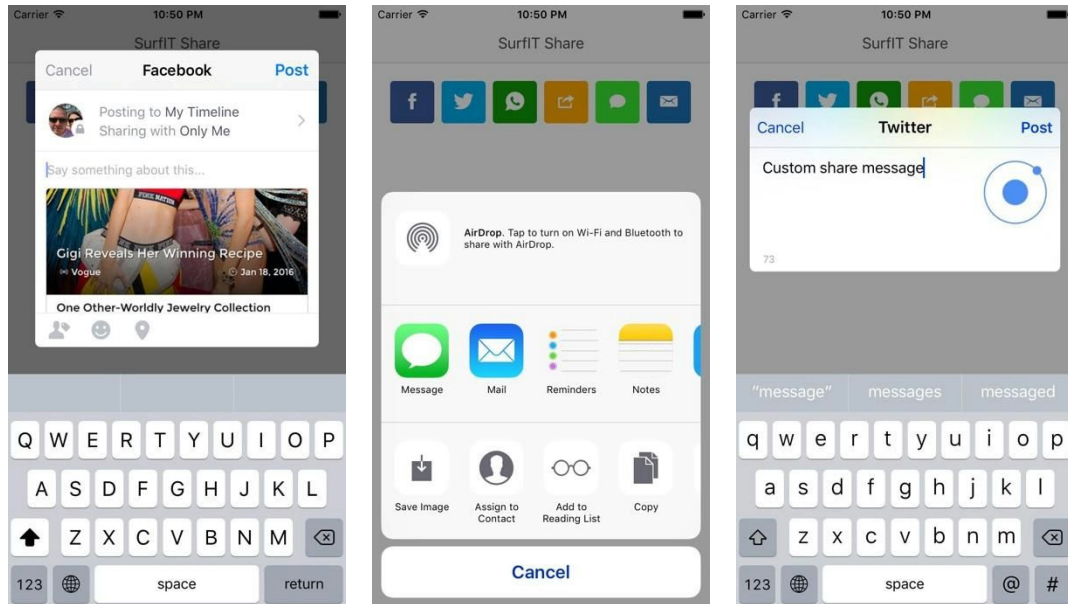 Carrier 10:50 PM
SurfIT Share
Cancel Facebook Post
Posting to My Timeline
Sharing with Only Me
Say something about this...
PINK NATION
Gigi Reveals Her Winning Recipe
Vogue Jan 18, 2016
One Other-Worldly Jewelry Collection
Q W E R T Y U I O P
A S D F G H J K L
Z X C V B N M
123 space return
Carrier 10:50 PM
SurfIT Share
AirDrop. Tap to turn on Wi-Fi and Bluetooth to
share with AirDrop.
Message Mail Reminders Notes
Save Image Assign to Contact Add to Reading List Copy
Cancel
Carrier 10:50 PM
SurfIT Share
Cancel Twitter Post
Custom share message
73
"message" messages messaged
q w e r t y u i o p
a s d f g h j k l
z x c v b n m
123 space @ #